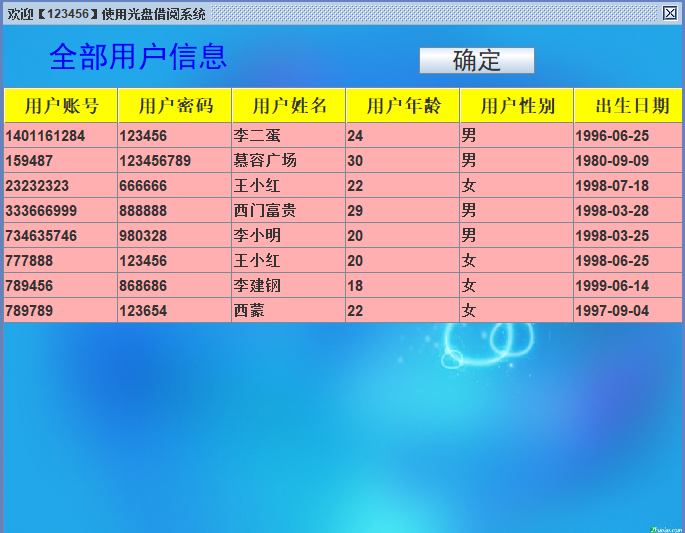 欢迎【123456】使用光盘借阅系统
全部用户信息 确定
用户账号 用户密码 用户姓名 用户年龄 用户性别 出生日期
1401161284 123456 李二蛋 24 男 1996-06-25
159487 123456789 慕容广场 30 男 1980-09-09
23232323 666666 王小红 22 女 1998-07-18
333666999 888888 西门富贵 29 男 1998-03-28
734635746 980328 李小明 20 男 1998-03-25
777888 123456 王小红 20 女 1998-06-25
789456 868686 李建钢 18 女 1999-06-14
789789 123654 西蒙 22 女 1997-09-04